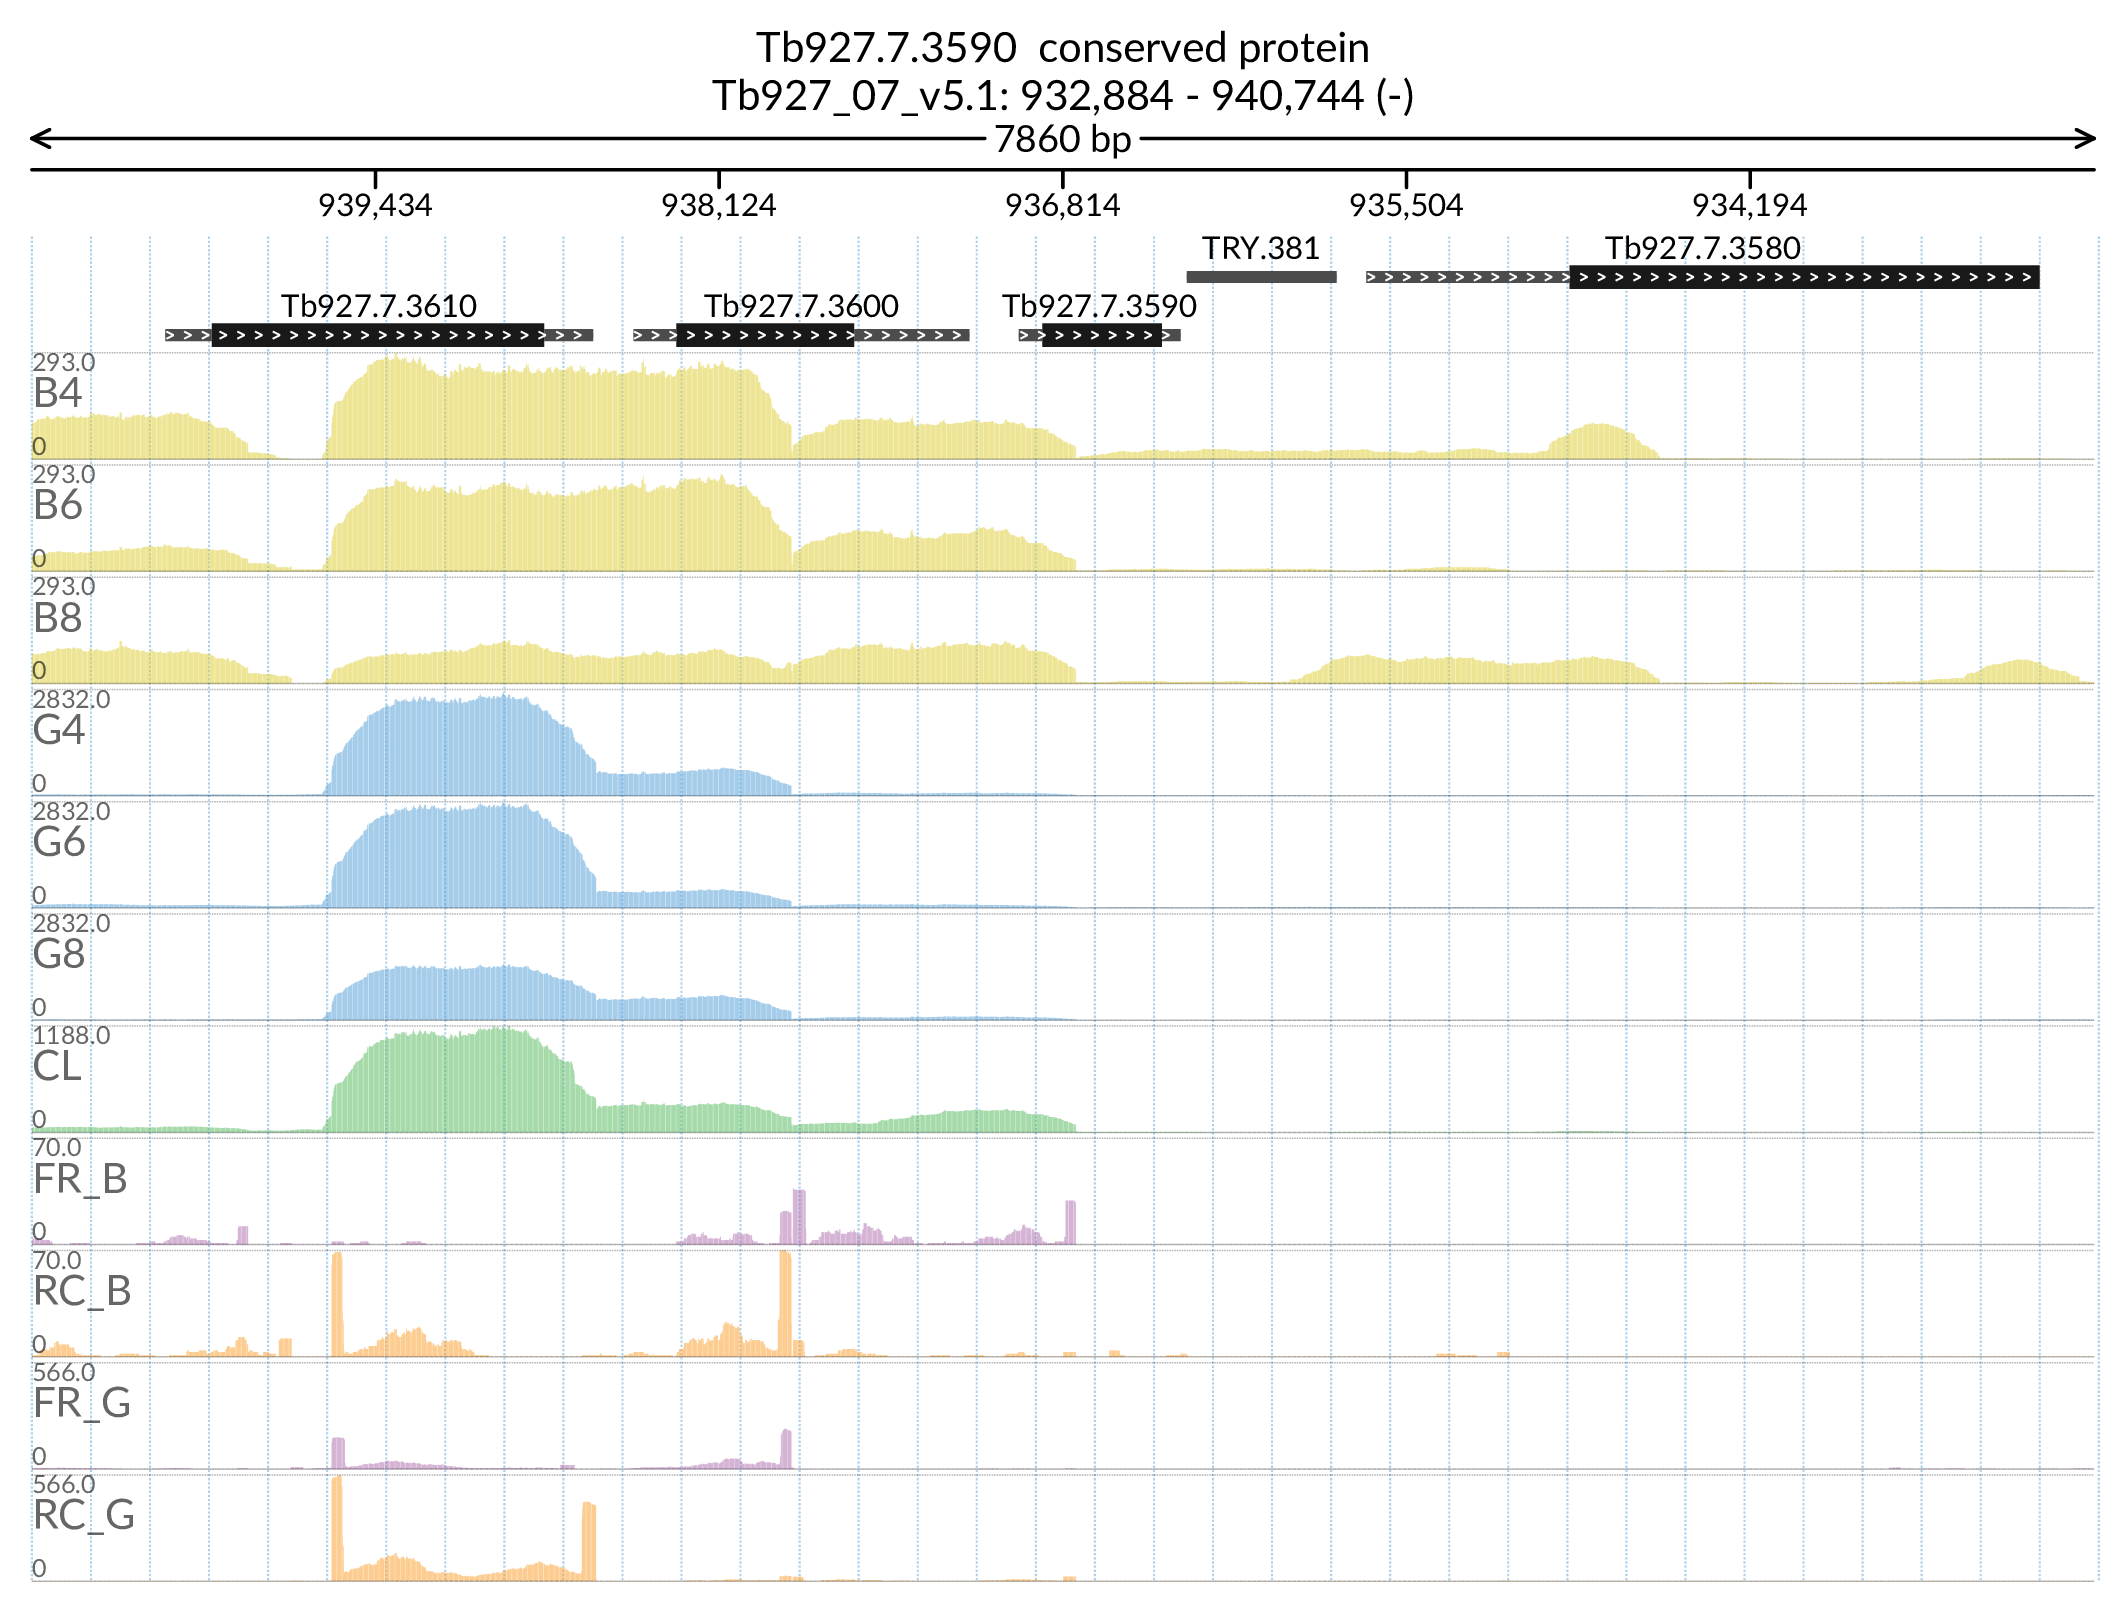 Tb927.7.3590 conserved protein
Tb927_07_v5.1: 932,884 - 940,744 (-)
7860 bp
939,434 938,124 936,814 935,504 934,194
TRY.381 Tb927.7.3580
Tb927.7.3610 Tb927.7.3600 Tb927.7.3590
293.0
B4
0
293.0
B6
0
293.0
B8
0
2832.0
G4
0
2832.0
G6
0
2832.0
G8
0
1188.0
CL
0
70.0
FR_B
0
70.0
RC_B
0
566.0
FR_G
0
566.0
RC_G
0